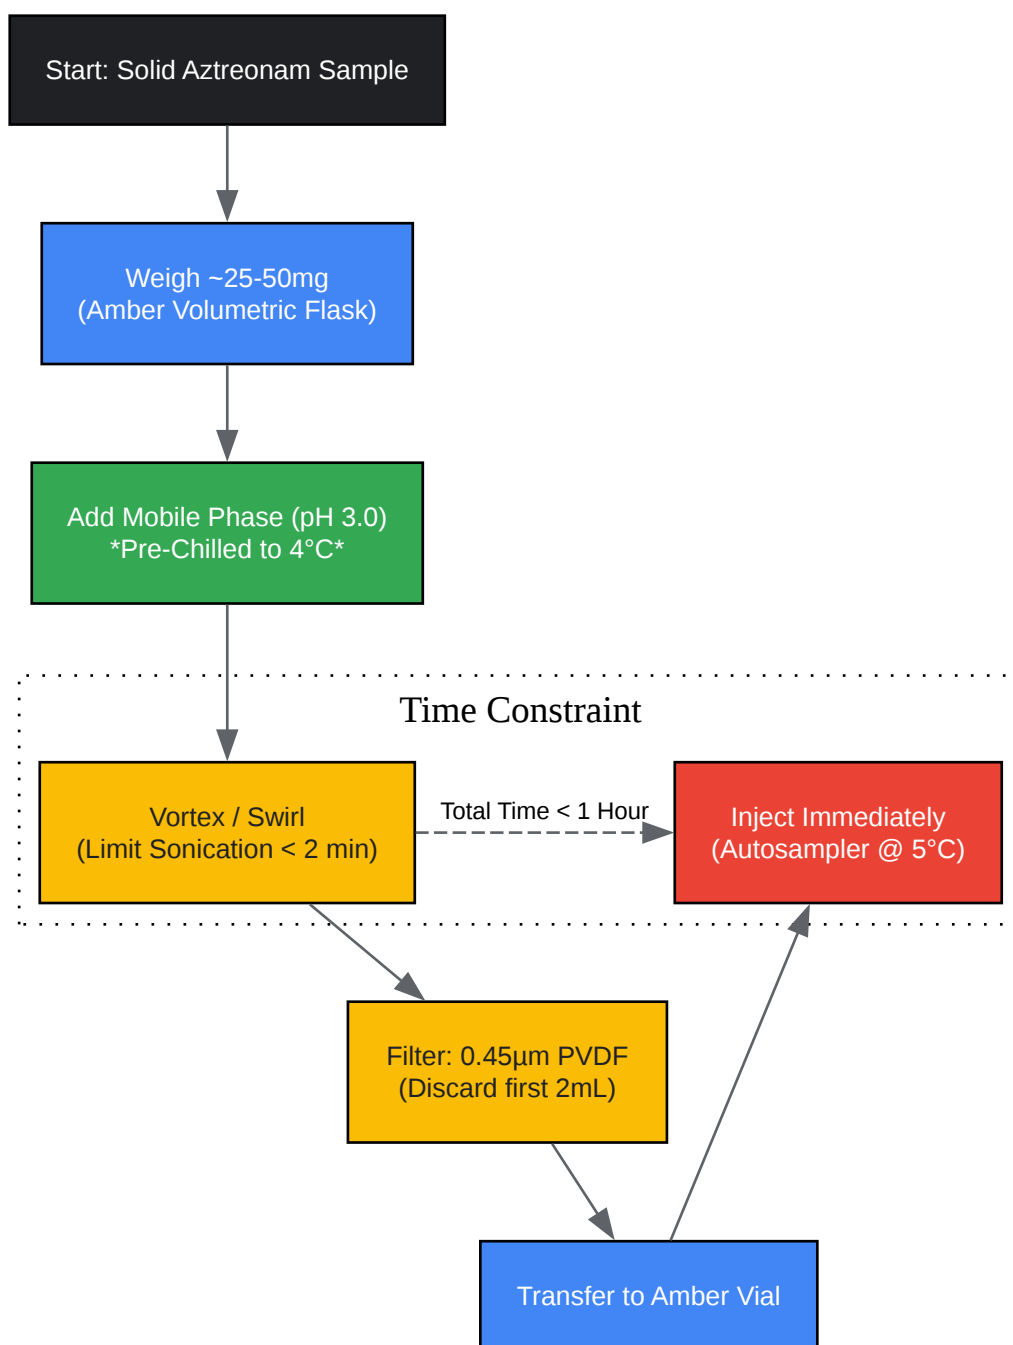 Start: Solid Aztreonam Sample
Weigh ~25-50mg
(Amber Volumetric Flask)
Add Mobile Phase (pH 3.0)
*Pre-Chilled to 4°C*
Time Constraint
Vortex / Swirl
(Limit Sonication < 2 min)
Total Time < 1 Hour
Inject Immediately
(Autosampler @ 5°C)
Filter: 0.45µm PVDF
(Discard first 2mL)
Transfer to Amber Vial